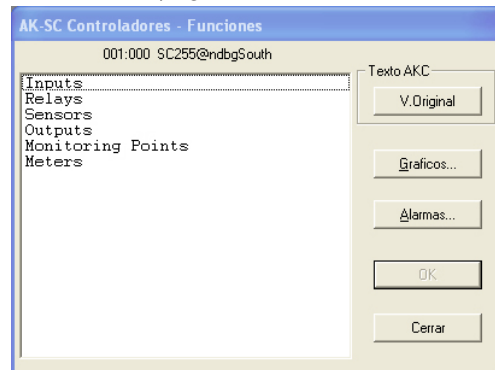 AK-SC Controladores - Funciones
001:000 SC255@ndbgSouth
Inputs
Relays
Sensors
Outputs
Monitoring Points
Meters
Texto AKC
V.Original
Graficos...
Alarmas...
OK
Cerrar